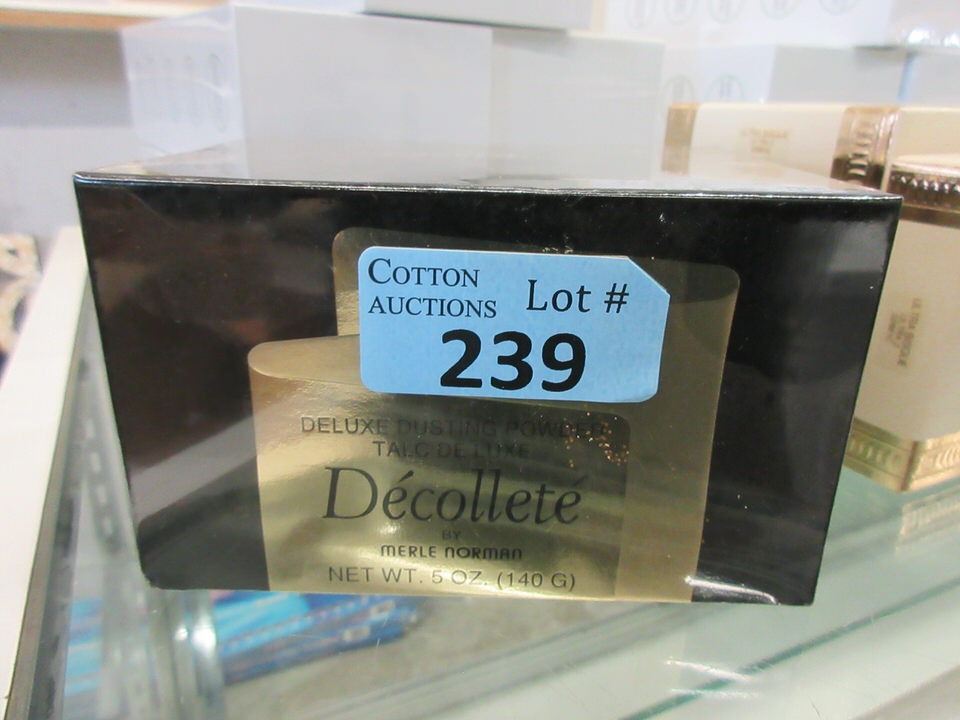 COTTON
AUCTIONS
Lot #
239
DELUXE DUSTING POWDER
TALC DE LUXE
Décolleté
BY
MERLE NORMAN
NET WT. 5 OZ. (140 G)